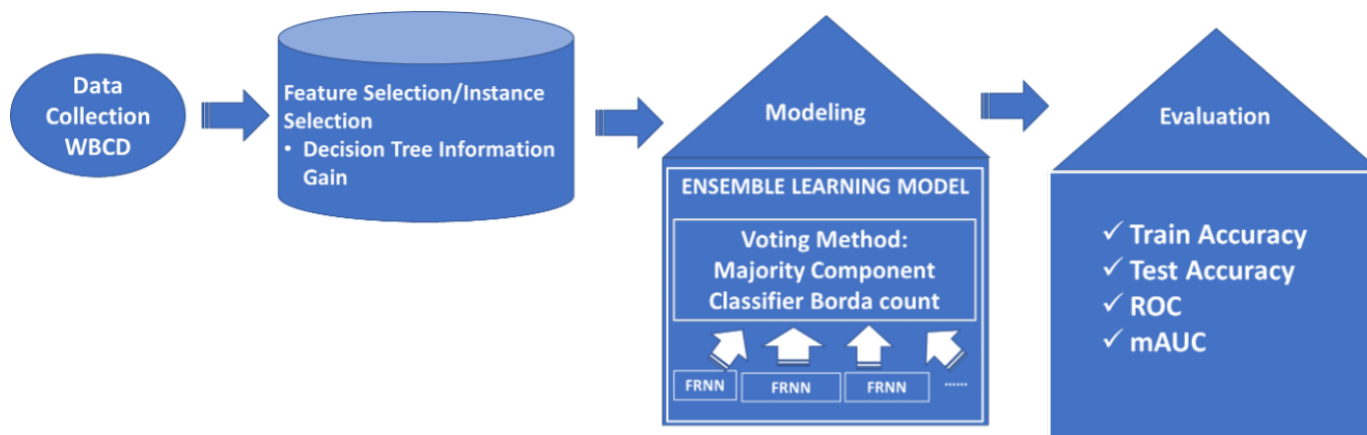 Data
Collection
WBCD
Feature Selection/Instance
Selection
• Decision Tree Information
Gain
Modeling
ENSEMBLE LEARNING MODEL
Voting Method:
Majority Component
Classifier Borda count
FRNN
FRNN
FRNN
......
Evaluation
✓ Train Accuracy
✓ Test Accuracy
✓ ROC
✓ mAUC